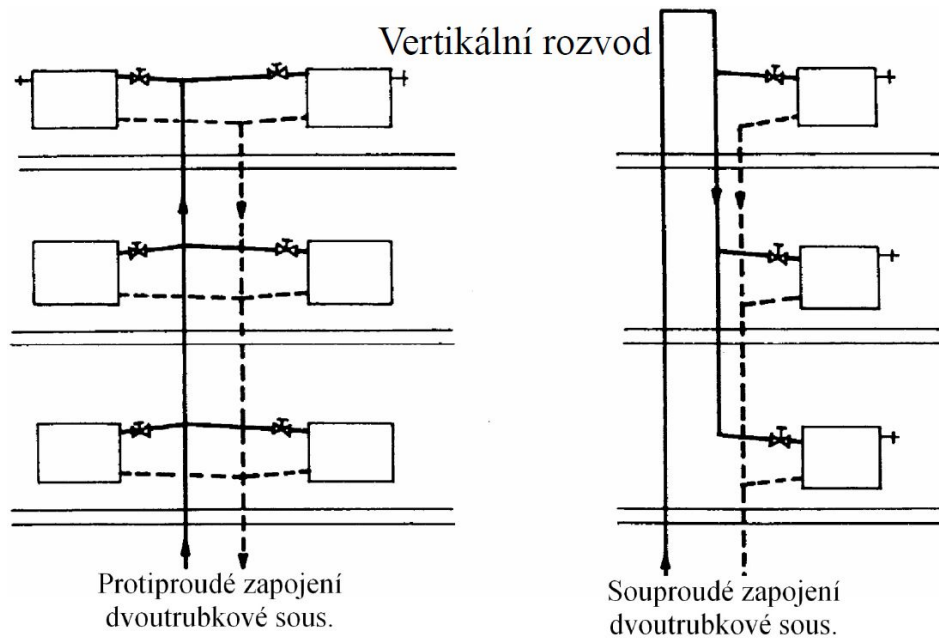 Vertikální rozvod
Protiproudé zapojení
dvoutrubkové sous.
Souproudé zapojení
dvoutrubkové sous.